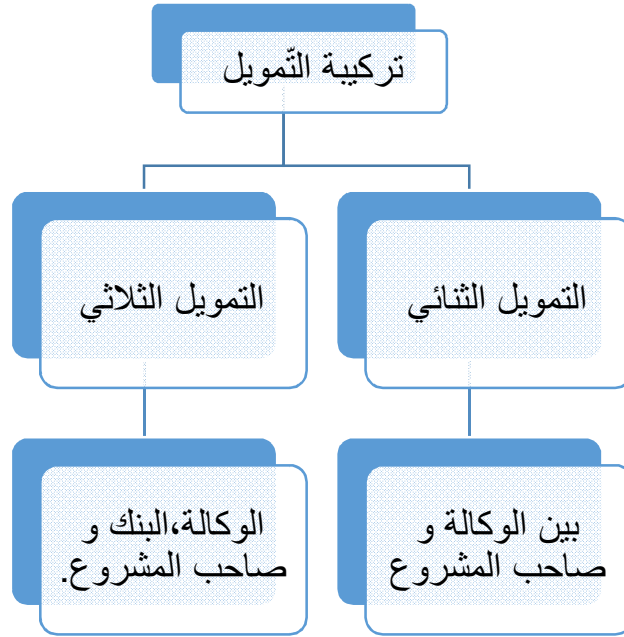 تركيبة التّمويل
التمويل الثنائي
التمويل الثلاثي
بين الوكالة و
صاحب المشروع
الوكالة،البنك و
صاحب المشروع.